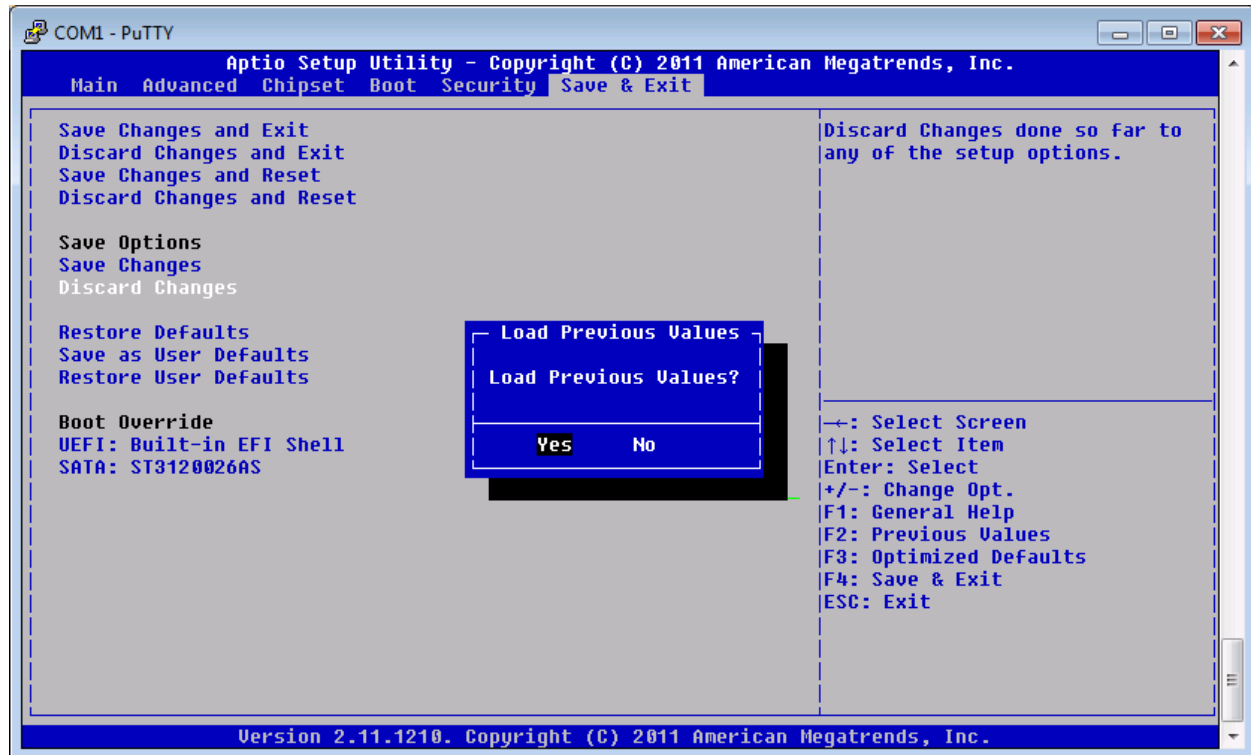 COM1 - PuTTY
Aptio Setup Utility - Copyright (C) 2011 American Megatrends, Inc.
Main Advanced Chipset Boot Security Save & Exit
Save Changes and Exit
Discard Changes and Exit
Save Changes and Reset
Discard Changes and Reset
Save Options
Save Changes
Discard Changes
Restore Defaults
Save as User Defaults
Restore User Defaults
Boot Override
UEFI: Built-in EFI Shell
SATA: ST3120026AS
Load Previous Values
Load Previous Values?
Yes No
Discard Changes done so far to
any of the setup options.
→←: Select Screen
↑↓: Select Item
Enter: Select
+/-: Change Opt.
F1: General Help
F2: Previous Values
F3: Optimized Defaults
F4: Save & Exit
ESC: Exit
Version 2.11.1210. Copyright (C) 2011 American Megatrends, Inc.